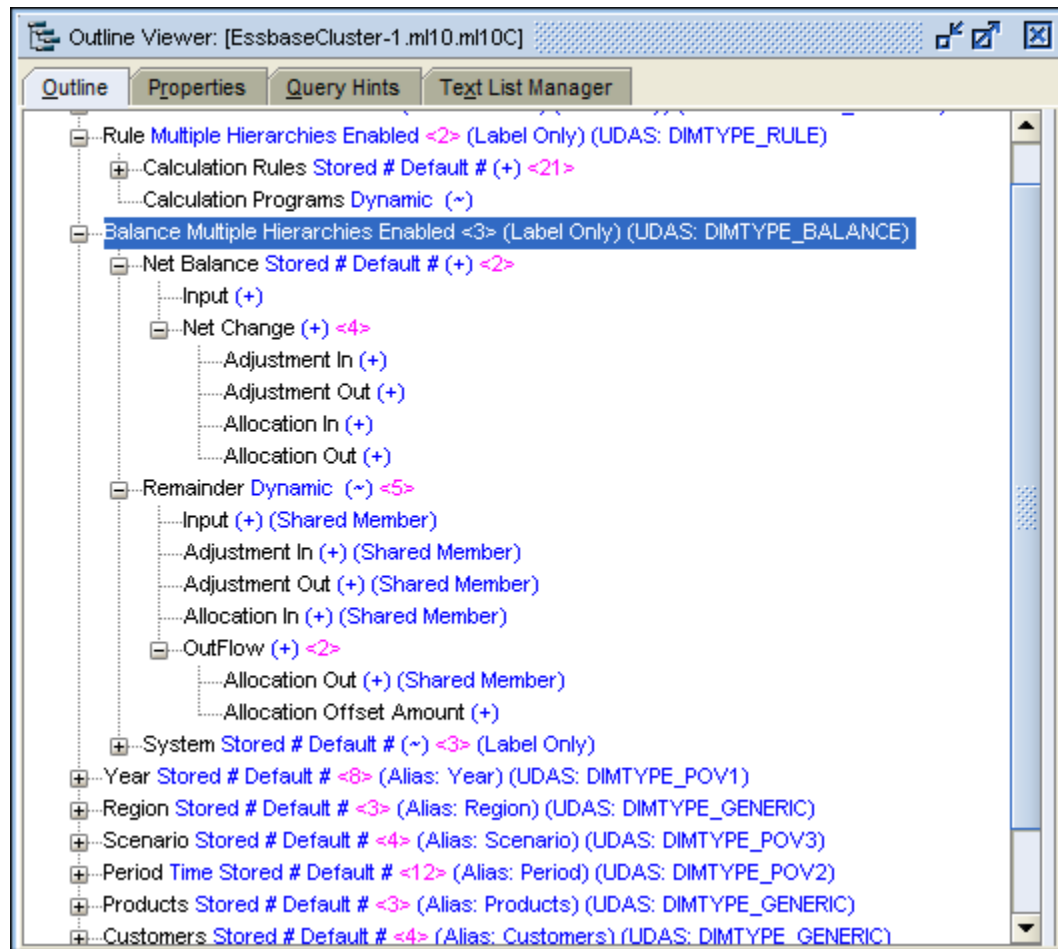 Outline Viewer: [EssbaseCluster-1.ml10.ml10C]
Outline Properties Query Hints Text List Manager
Rule Multiple Hierarchies Enabled <2> (Label Only) (UDAS: DIMTYPE_RULE)
Calculation Rules Stored # Default # (+) <21>
Calculation Programs Dynamic (~)
Balance Multiple Hierarchies Enabled <3> (Label Only) (UDAS: DIMTYPE_BALANCE)
Net Balance Stored # Default # (+) <2>
Input (+)
Net Change (+) <4>
Adjustment In (+)
Adjustment Out (+)
Allocation In (+)
Allocation Out (+)
Remainder Dynamic (~) <5>
Input (+) (Shared Member)
Adjustment In (+) (Shared Member)
Adjustment Out (+) (Shared Member)
Allocation In (+) (Shared Member)
OutFlow (+) <2>
Allocation Out (+) (Shared Member)
Allocation Offset Amount (+)
System Stored # Default # (~) <3> (Label Only)
Year Stored # Default # <8> (Alias: Year) (UDAS: DIMTYPE_POV1)
Region Stored # Default # <3> (Alias: Region) (UDAS: DIMTYPE_GENERIC)
Scenario Stored # Default # <4> (Alias: Scenario) (UDAS: DIMTYPE_POV3)
Period Time Stored # Default # <12> (Alias: Period) (UDAS: DIMTYPE_POV2)
Products Stored # Default # <3> (Alias: Products) (UDAS: DIMTYPE_GENERIC)
Customers Stored # Default # <4> (Alias: Customers) (UDAS: DIMTYPE_GENERIC)